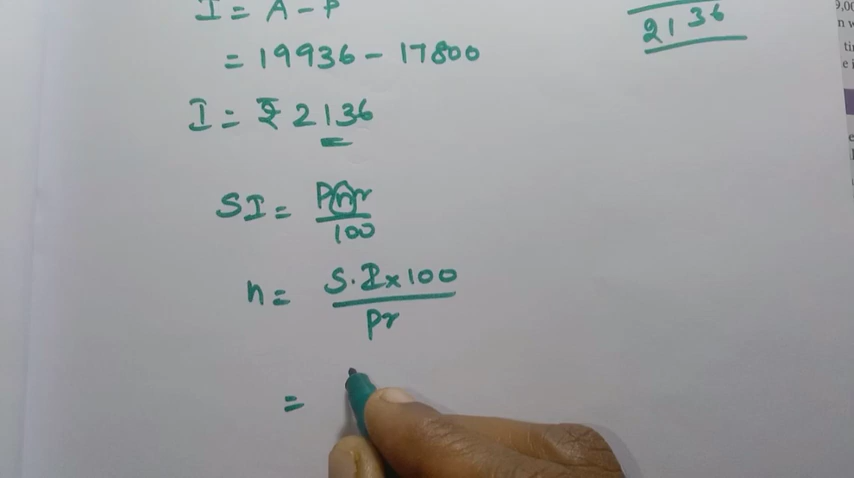 I = A - P
= 19936 - 17800
2136
I = ₹ 2136
SI = Pnr
100
n = S.I x 100
Pr
=